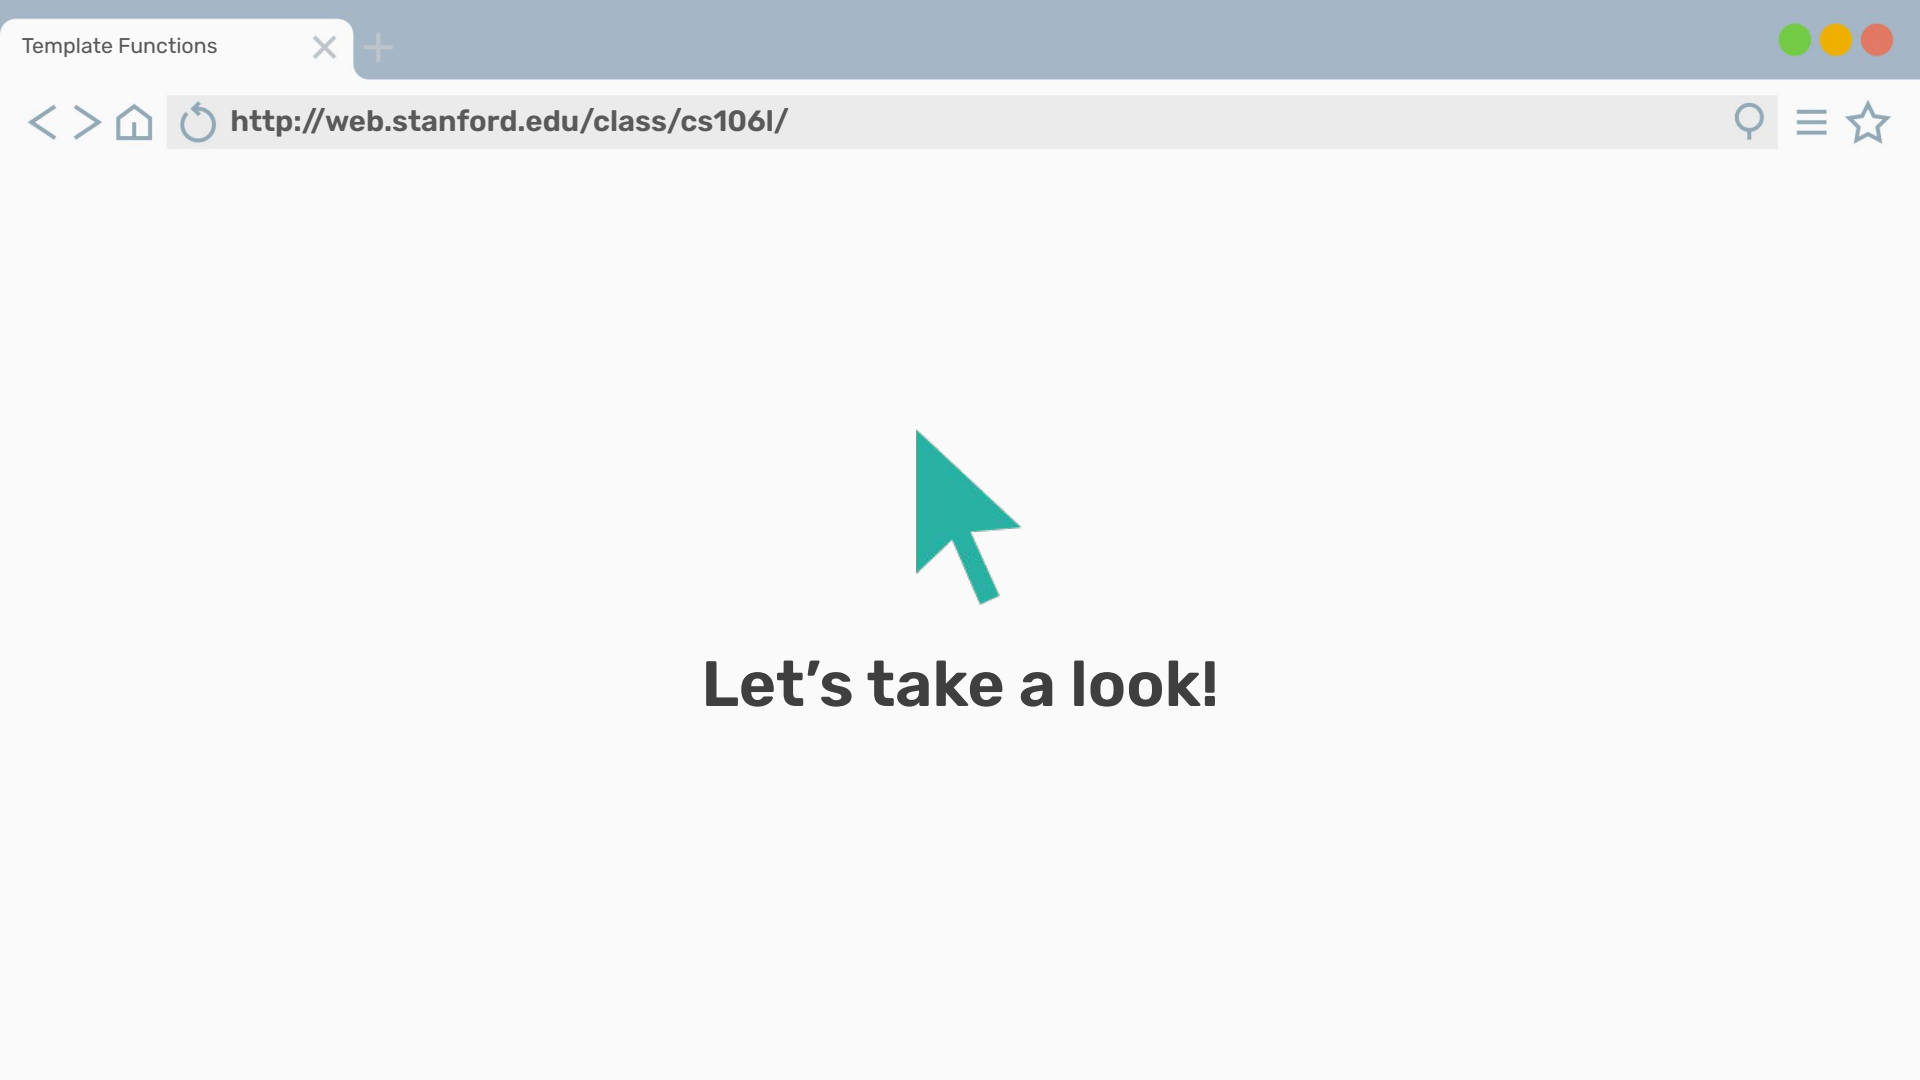 Template Functions
http://web.stanford.edu/class/cs106l/
Let’s take a look!